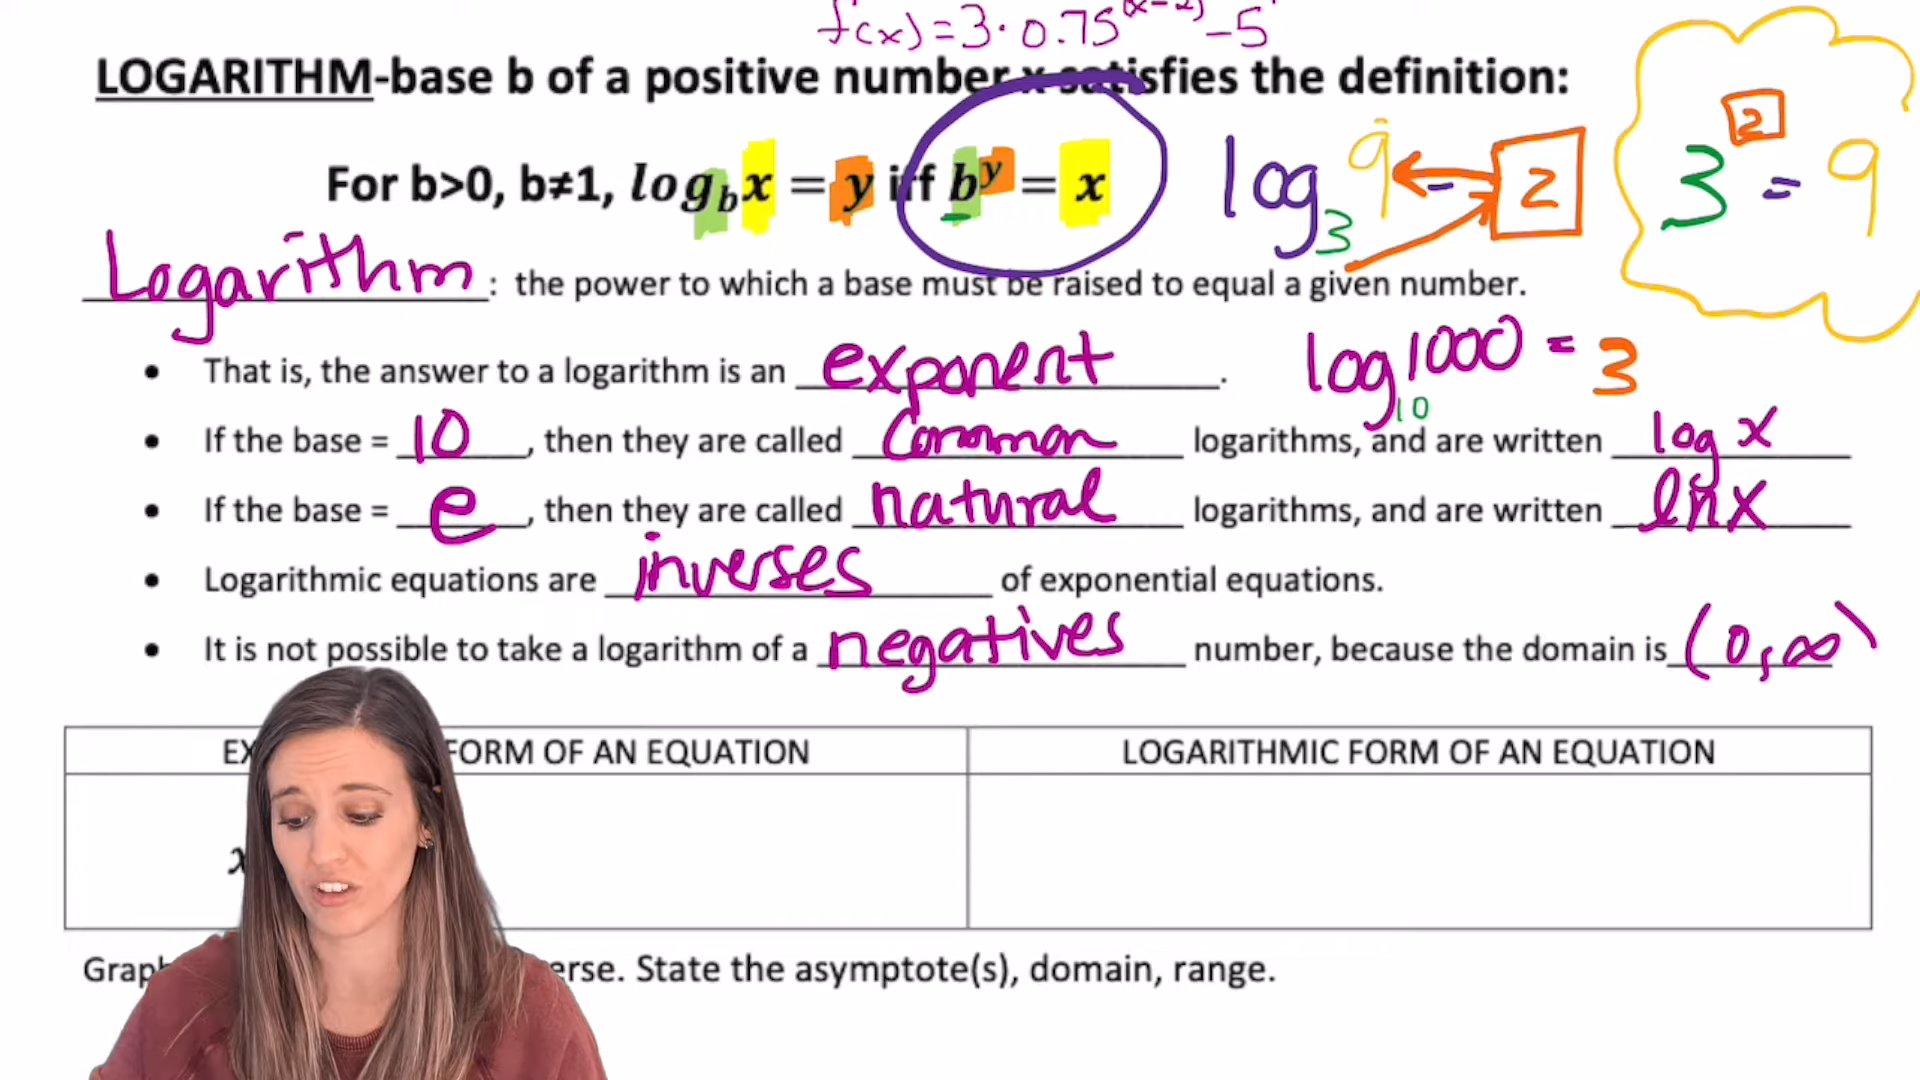 f(x)=3·0.75^(x-2) -5
LOGARITHM-base b of a positive number x satisfies the definition:
For b>0, b≠1, log_b x = y iff b^y = x
log_3 9 = 2
3^2 = 9
Logarithm : the power to which a base must be raised to equal a given number.
• That is, the answer to a logarithm is an exponent.
log_10 1000 = 3
• If the base = 10, then they are called common logarithms, and are written log x
• If the base = e, then they are called natural logarithms, and are written ln x
• Logarithmic equations are inverses of exponential equations.
• It is not possible to take a logarithm of a negatives number, because the domain is (0,∞)
FORM OF AN EQUATION
LOGARITHMIC FORM OF AN EQUATION
State the asymptote(s), domain, range.